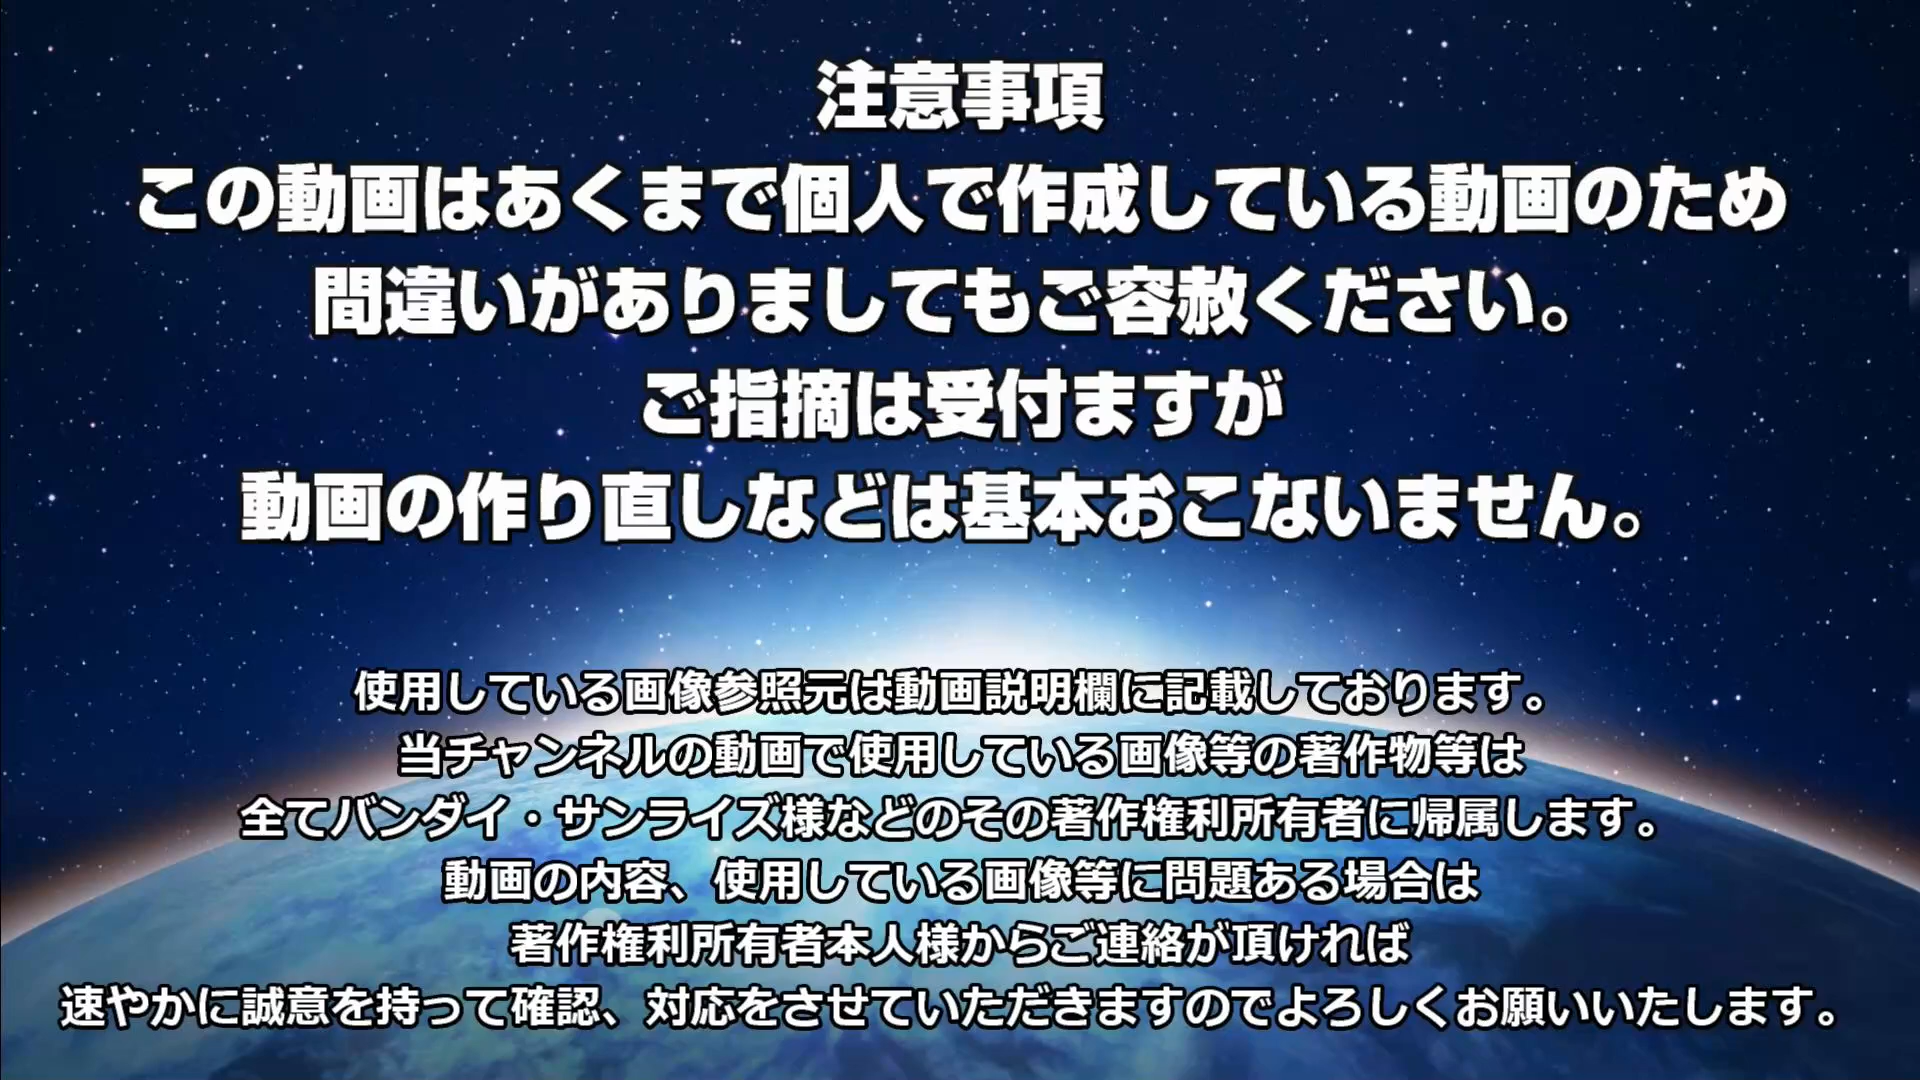 注意事項
この動画はあくまで個人で作成している動画のため
間違いがありましてもご容赦ください。
ご指摘は受付ますが
動画の作り直しなどは基本おこないません。
使用している画像参照元は動画説明欄に記載しております。
当チャンネルの動画で使用している画像等の著作物等は
全てバンダイ・サンライズ様などのその著作権利所有者に帰属します。
動画の内容、使用している画像等に問題ある場合は
著作権利所有者本人様からご連絡が頂ければ
速やかに誠意を持って確認、対応をさせていただきますのでよろしくお願いいたします。